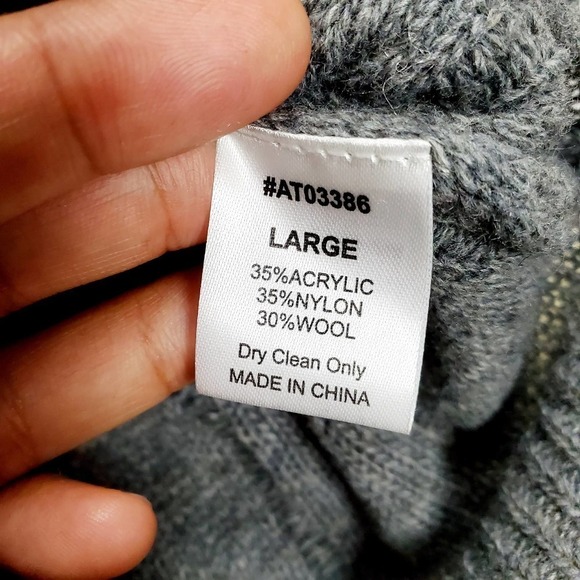 #AT03386
LARGE
35%ACRYLIC
35%NYLON
30%WOOL
Dry Clean Only
MADE IN CHINA